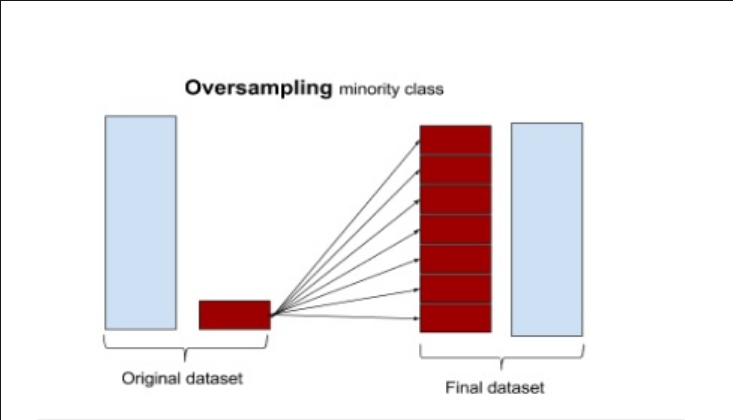 Oversampling minority class
Original dataset
Final dataset